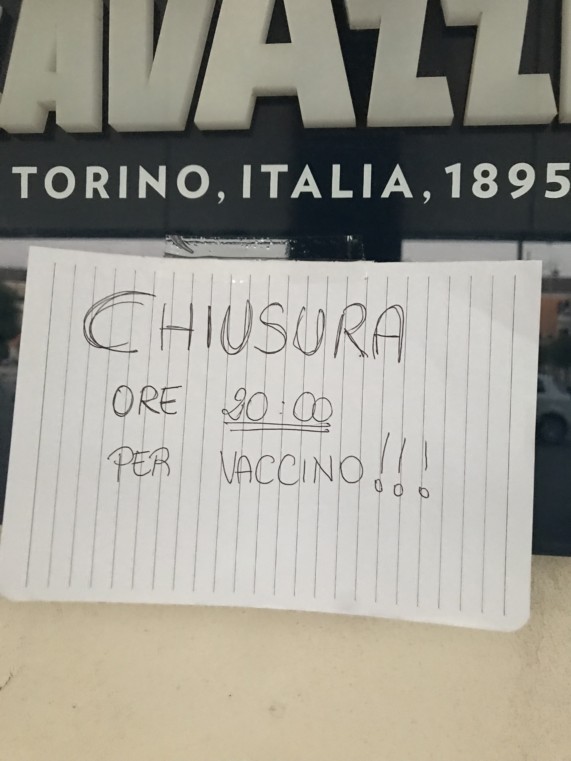 AVAZZ
TORINO, ITALIA, 1895
CHIUSURA
ORE 20:00
PER VACCINO!!!